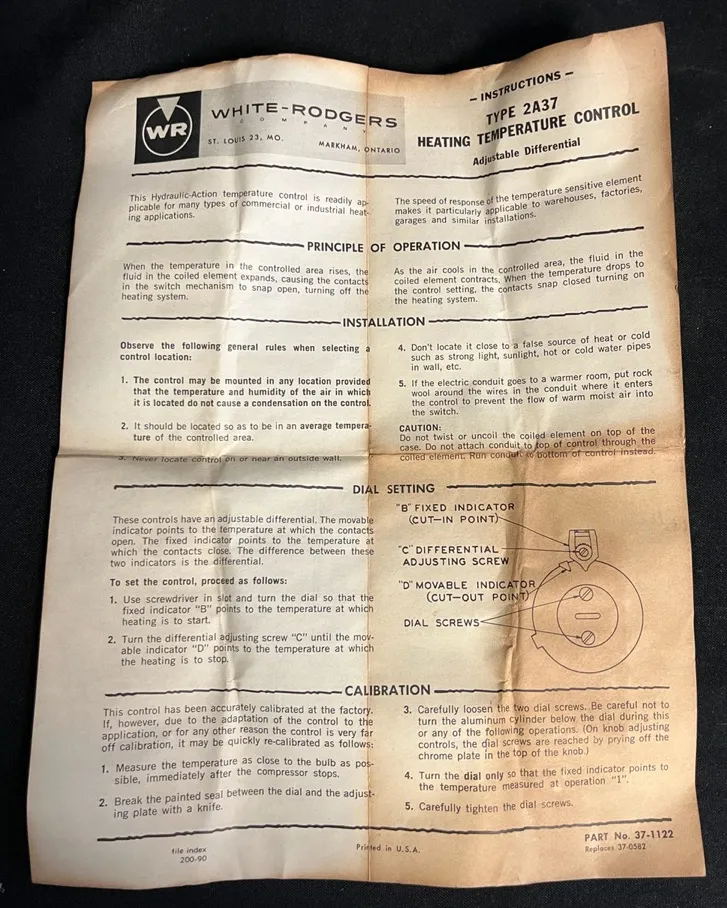 WR
WHITE-RODGERS
COMPANY
ST. LOUIS 23, MO.
MARKHAM, ONTARIO
— INSTRUCTIONS —
TYPE 2A37
HEATING TEMPERATURE CONTROL
Adjustable Differential
This Hydraulic-Action temperature control is readily ap-
plicable for many types of commercial or industrial heat-
ing applications.
The speed of response of the temperature sensitive element
makes it particularly applicable to warehouses, factories,
garages and similar installations.
PRINCIPLE OF OPERATION
When the temperature in the controlled area rises, the
fluid in the coiled element expands, causing the contacts
in the switch mechanism to snap open, turning off the
heating system.
As the air cools in the controlled area, the fluid in the
coiled element contracts. When the temperature drops to
the control setting, the contacts snap closed turning on
the heating system.
INSTALLATION
Observe the following general rules when selecting a
control location:
1. The control may be mounted in any location provided
that the temperature and humidity of the air in which
it is located do not cause a condensation on the control.
2. It should be located so as to be in an average tempera-
ture of the controlled area.
3. Never locate control on or near an outside wall.
4. Don't locate it close to a false source of heat or cold
such as strong light, sunlight, hot or cold water pipes
in wall, etc.
5. If the electric conduit goes to a warmer room, put rock
wool around the wires in the conduit where it enters
the control to prevent the flow of warm moist air into
the switch.
CAUTION:
Do not twist or uncoil the coiled element on top of the
case. Do not attach conduit to top of control through the
coiled element. Run conduit to bottom of control instead.
DIAL SETTING
These controls have an adjustable differential. The movable
indicator points to the temperature at which the contacts
open. The fixed indicator points to the temperature at
which the contacts close. The difference between these
two indicators is the differential.
To set the control, proceed as follows:
1. Use screwdriver in slot and turn the dial so that the
fixed indicator "B" points to the temperature at which
heating is to start.
2. Turn the differential adjusting screw "C" until the mov-
able indicator "D" points to the temperature at which
the heating is to stop.
"B" FIXED INDICATOR
(CUT-IN POINT)
"C" DIFFERENTIAL
ADJUSTING SCREW
"D" MOVABLE INDICATOR
(CUT-OUT POINT)
DIAL SCREWS
CALIBRATION
This control has been accurately calibrated at the factory.
If, however, due to the adaptation of the control to the
application, or for any other reason the control is very far
off calibration, it may be quickly re-calibrated as follows:
1. Measure the temperature as close to the bulb as pos-
sible, immediately after the compressor stops.
2. Break the painted seal between the dial and the adjust-
ing plate with a knife.
3. Carefully loosen the two dial screws. Be careful not to
turn the aluminum cylinder below the dial during this
or any of the following operations. (On knob adjusting
controls, the dial screws are reached by prying off the
chrome plate in the top of the knob.)
4. Turn the dial only so that the fixed indicator points to
the temperature measured at operation "1".
5. Carefully tighten the dial screws.
file index
200-90
Printed in U.S.A.
PART No. 37-1122
Replaces 37-0582